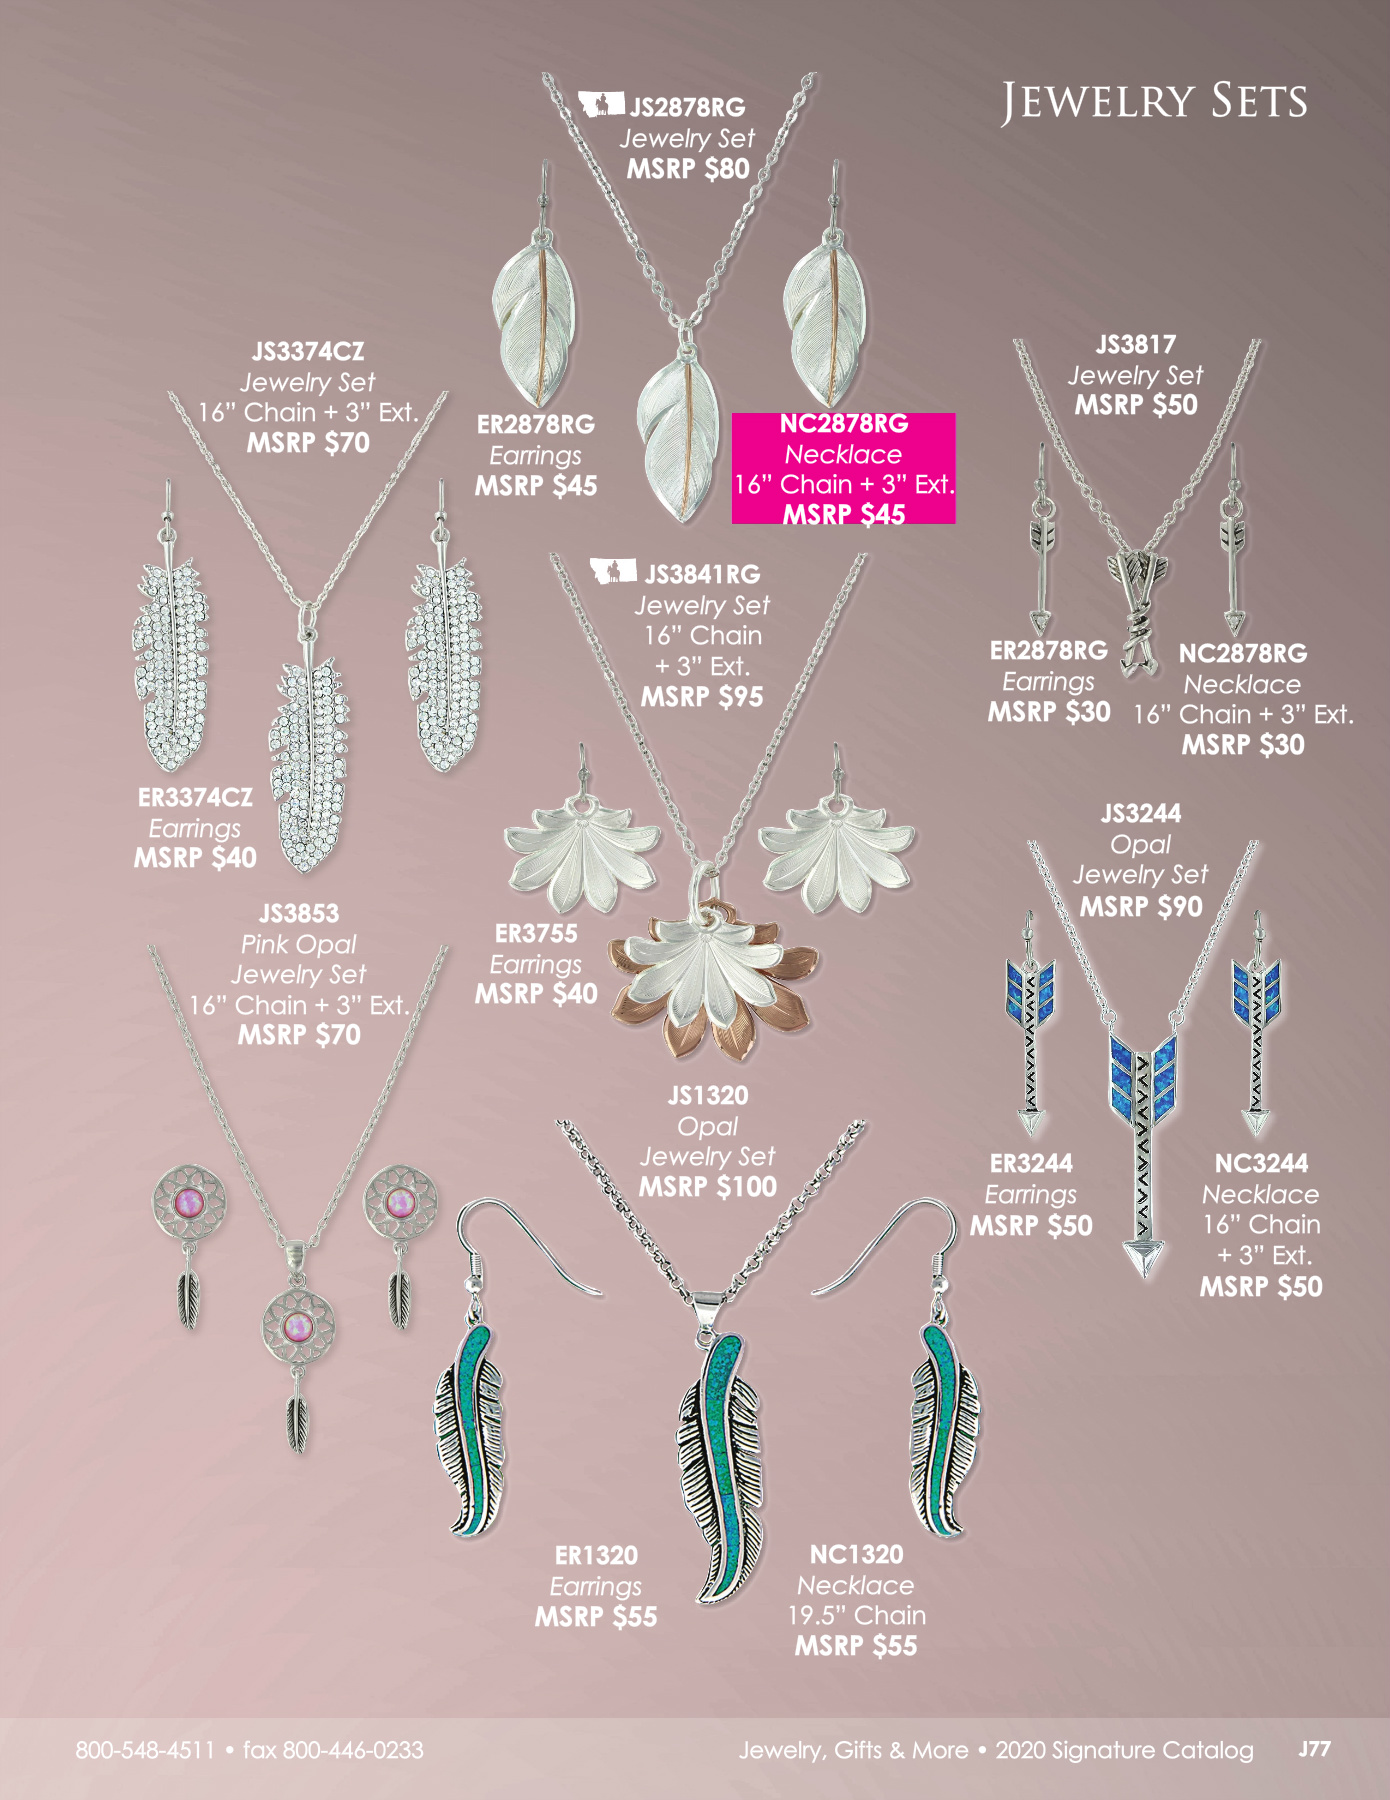 JEWELRY SETS
JS2878RG
Jewelry Set
MSRP $80
ER2878RG
Earrings
MSRP $45
NC2878RG
Necklace
16” Chain + 3” Ext.
MSRP $45
JS3374CZ
Jewelry Set
16” Chain + 3” Ext.
MSRP $70
ER3374CZ
Earrings
MSRP $40
JS3817
Jewelry Set
MSRP $50
ER2878RG
Earrings
MSRP $30
NC2878RG
Necklace
16” Chain + 3” Ext.
MSRP $30
JS3841RG
Jewelry Set
16” Chain
+ 3” Ext.
MSRP $95
ER3755
Earrings
MSRP $40
JS3244
Opal
Jewelry Set
MSRP $90
ER3244
Earrings
MSRP $50
NC3244
Necklace
16” Chain
+ 3” Ext.
MSRP $50
JS3853
Pink Opal
Jewelry Set
16” Chain + 3” Ext.
MSRP $70
JS1320
Opal
Jewelry Set
MSRP $100
ER1320
Earrings
MSRP $55
NC1320
Necklace
19.5” Chain
MSRP $55
800-548-4511 • fax 800-446-0233
Jewelry, Gifts & More • 2020 Signature Catalog J77